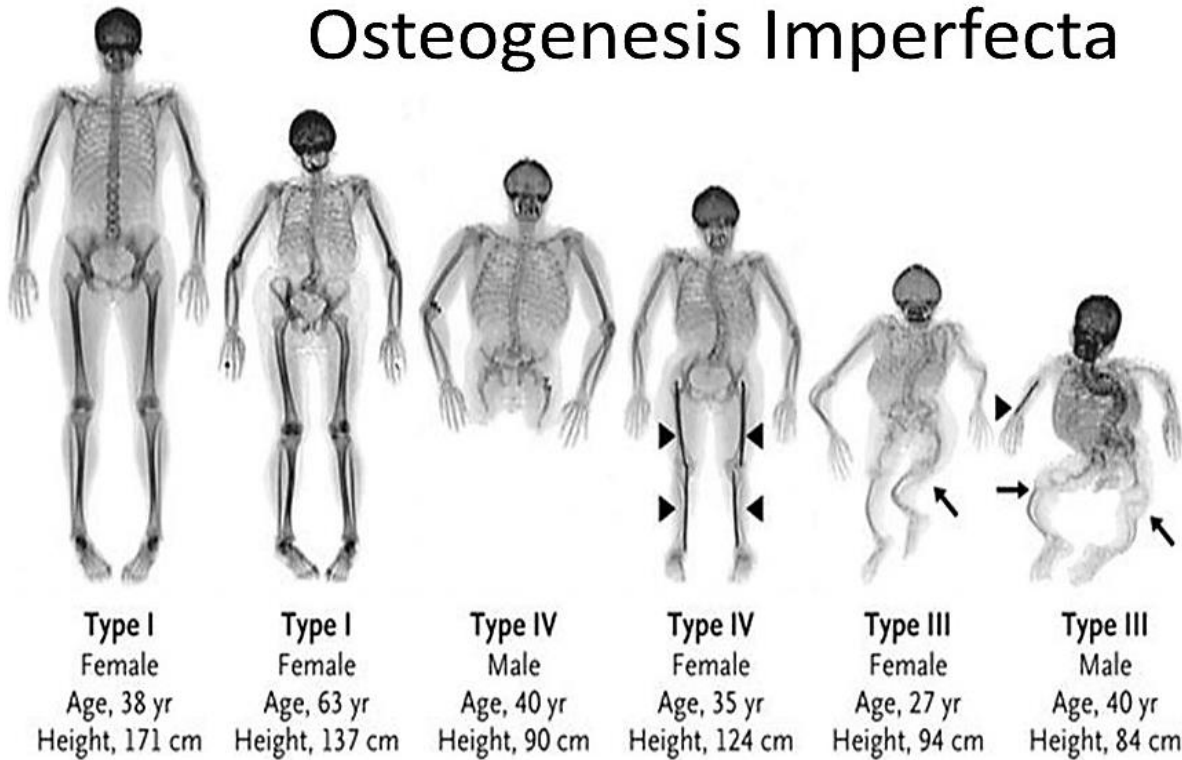 Osteogenesis Imperfecta
Type I
Female
Age, 38 yr
Height, 171 cm
Type I
Female
Age, 63 yr
Height, 137 cm
Type IV
Male
Age, 40 yr
Height, 90 cm
Type IV
Female
Age, 35 yr
Height, 124 cm
Type III
Female
Age, 27 yr
Height, 94 cm
Type III
Male
Age, 40 yr
Height, 84 cm